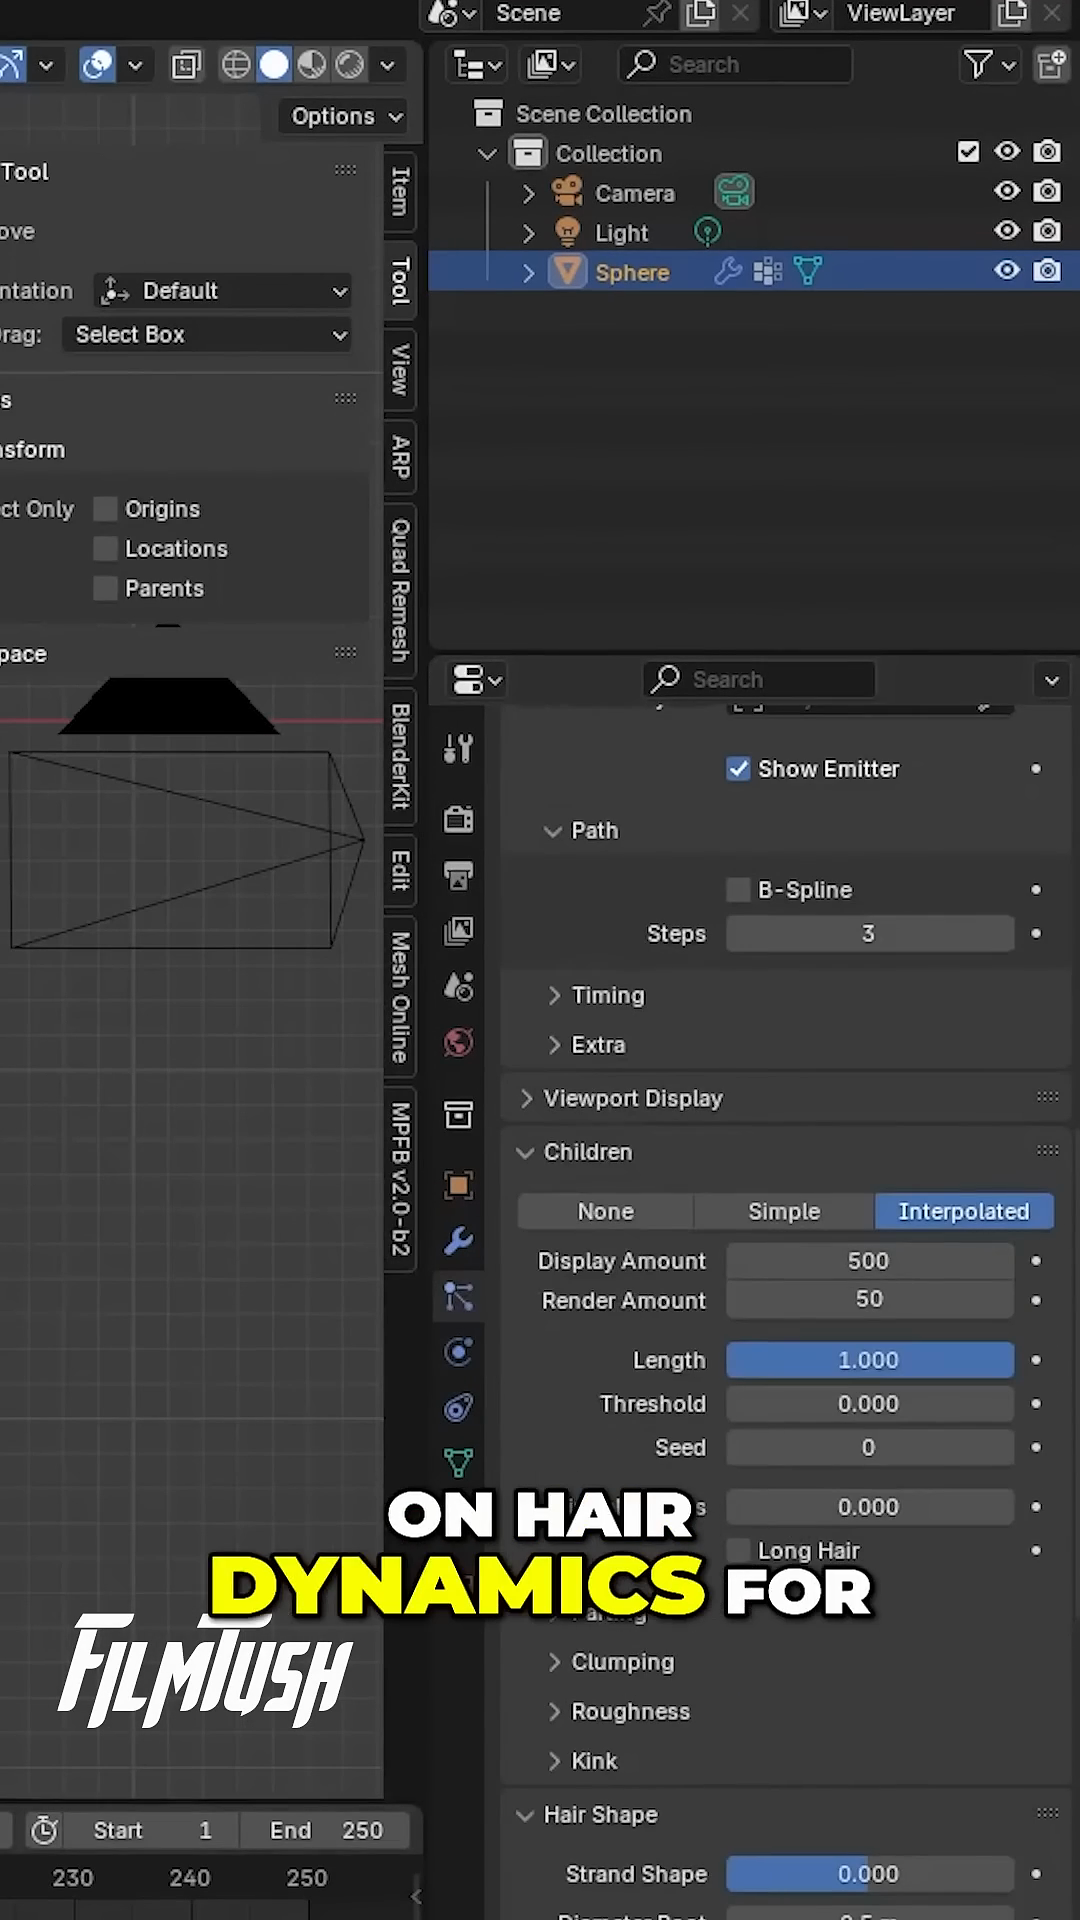 Scene
ViewLayer
Search
Options
Scene Collection
Collection
Camera
Light
Sphere
Tool
ove
ntation
Default
rag:
Select Box
s
nsform
ct Only
Origins
Locations
Parents
pace
Item
Tool
View
ARP
Quad Remesh
BlenderKit
Edit
Mesh Online
MPFB v2.0-b2
Search
Show Emitter
Path
B-Spline
Steps 3
Timing
Extra
Viewport Display
Children
None Simple Interpolated
Display Amount 500
Render Amount 50
Length 1.000
Threshold 0.000
Seed 0
0.000
Long Hair
ON HAIR
DYNAMICS FOR
FILMTUSH
Clumping
Roughness
Kink
Hair Shape
Strand Shape 0.000
Start 1 End 250
230 240 250